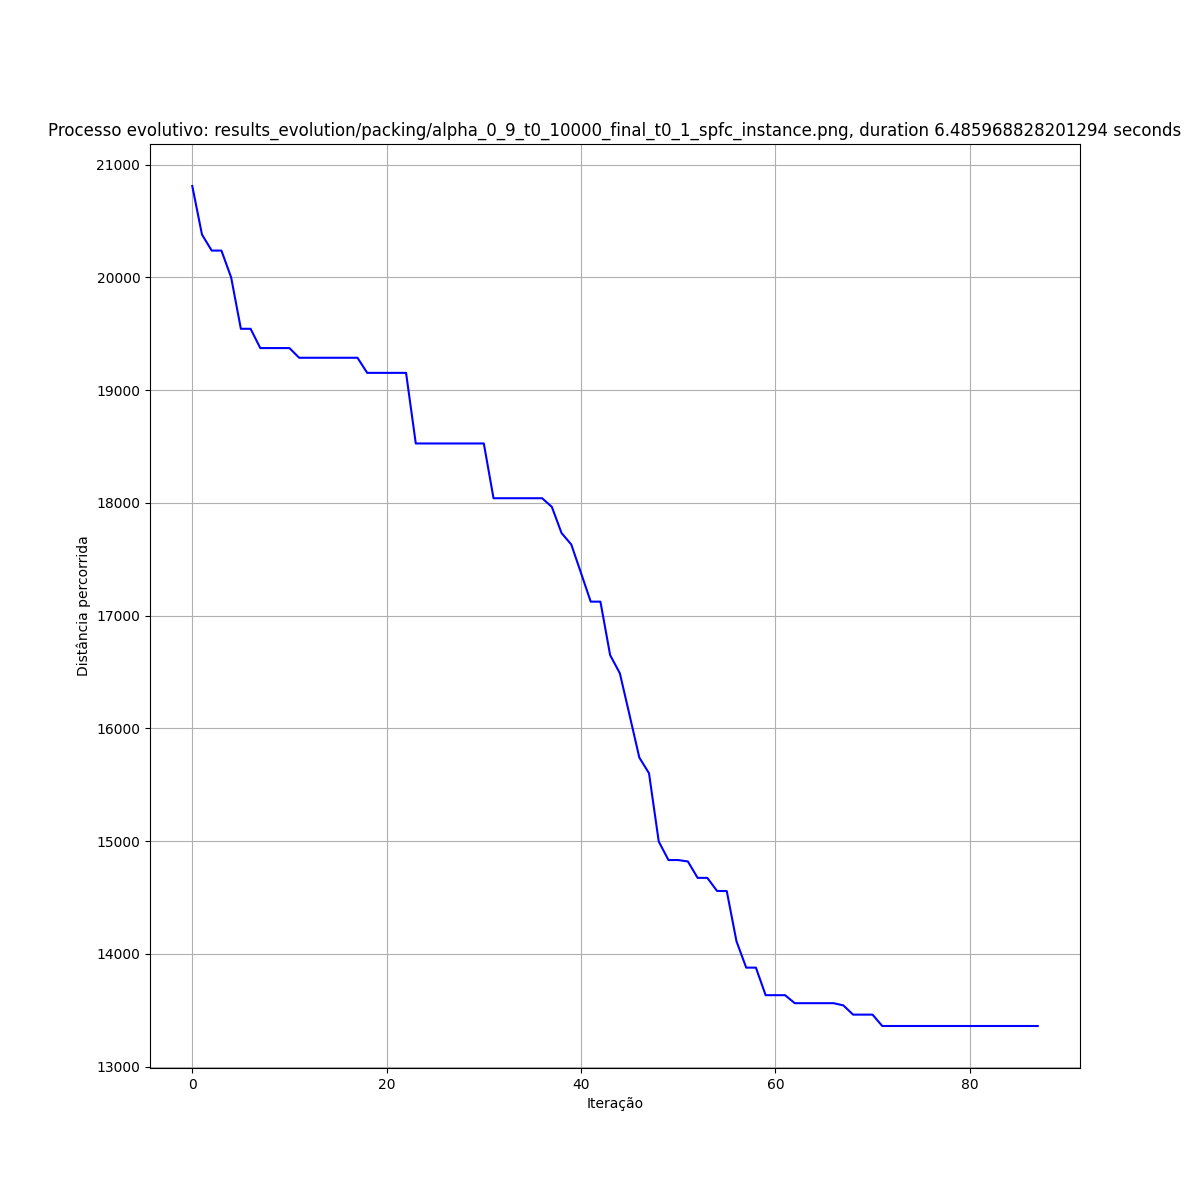 Processo evolutivo: results_evolution/packing/alpha_0_9_t0_10000_final_t0_1_spfc_instance.png, duration 6.485968828201294 seconds
21000
20000
19000
18000
17000
16000
15000
14000
13000
Distância percorrida
0 20 40 60 80
Iteração